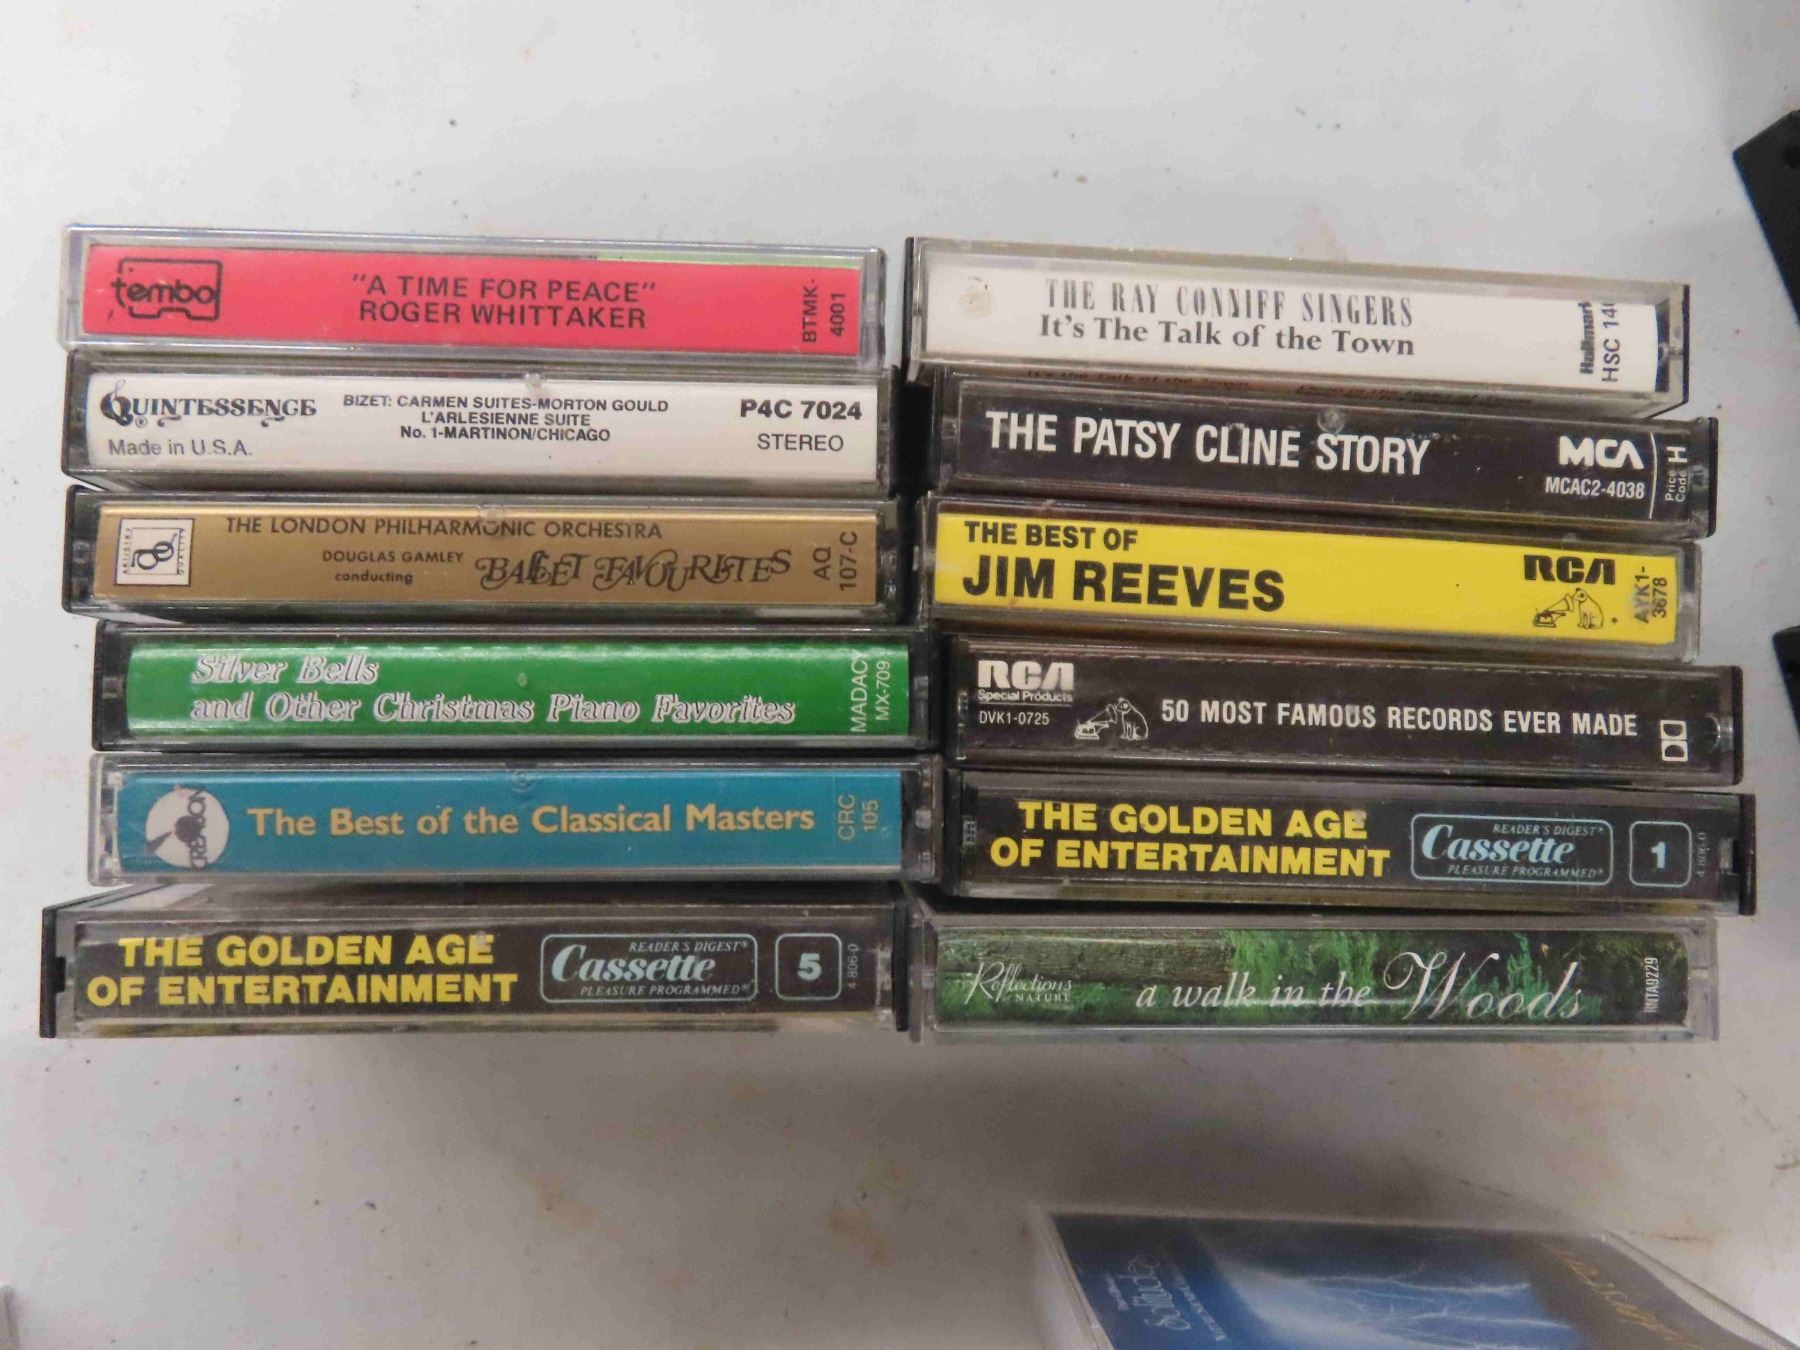 tembo
"A TIME FOR PEACE"
ROGER WHITTAKER
BTMK-
4001
QUINTESSENCE
®
Made in U.S.A.
BIZET: CARMEN SUITES-MORTON GOULD
L'ARLESIENNE SUITE
No. 1-MARTINON/CHICAGO
P4C 7024
STEREO
ARTISTRY
QUALITY
THE LONDON PHILHARMONIC ORCHESTRA
DOUGLAS GAMLEY
conducting
BALLET FAVOURITES
AQ
107-C
Silver Bells
and Other Christmas Piano Favorites
MADACY
MX-709
The Best of the Classical Masters
CRC
105
THE GOLDEN AGE
OF ENTERTAINMENT
READER'S DIGEST®
Cassette
PLEASURE PROGRAMMED®
5
4-806-0
THE RAY CONNIFF SINGERS
It's The Talk of the Town
Hallmark
HSC 140
THE PATSY CLINE STORY
MCA
MCAC2-4038
Price
Code H
THE BEST OF
JIM REEVES
RCA
AYK1-
3678
RCA
Special Products
DVK1-0725
50 MOST FAMOUS RECORDS EVER MADE
THE GOLDEN AGE
OF ENTERTAINMENT
READER'S DIGEST®
Cassette
PLEASURE PROGRAMMED®
1
4-806-0
Reflections
NATURE
a walk in the Woods